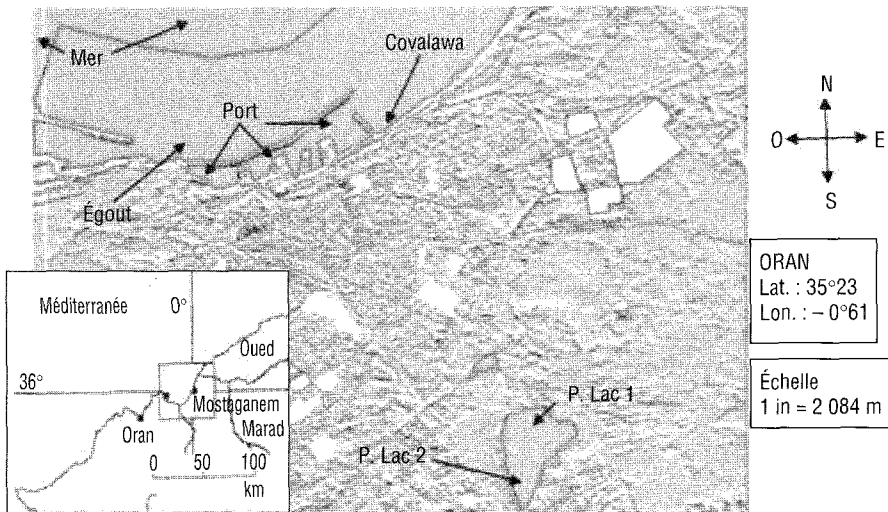 Mer
Covalawa
Port
Égout
N
O
E
S
ORAN
Lat. : 35°23
Lon. : – 0°61
Échelle
1 in = 2 084 m
P. Lac 1
P. Lac 2
Méditerranée
0°
Oued
36°
Mostaganem
Oran
Marad
0 50 100
km